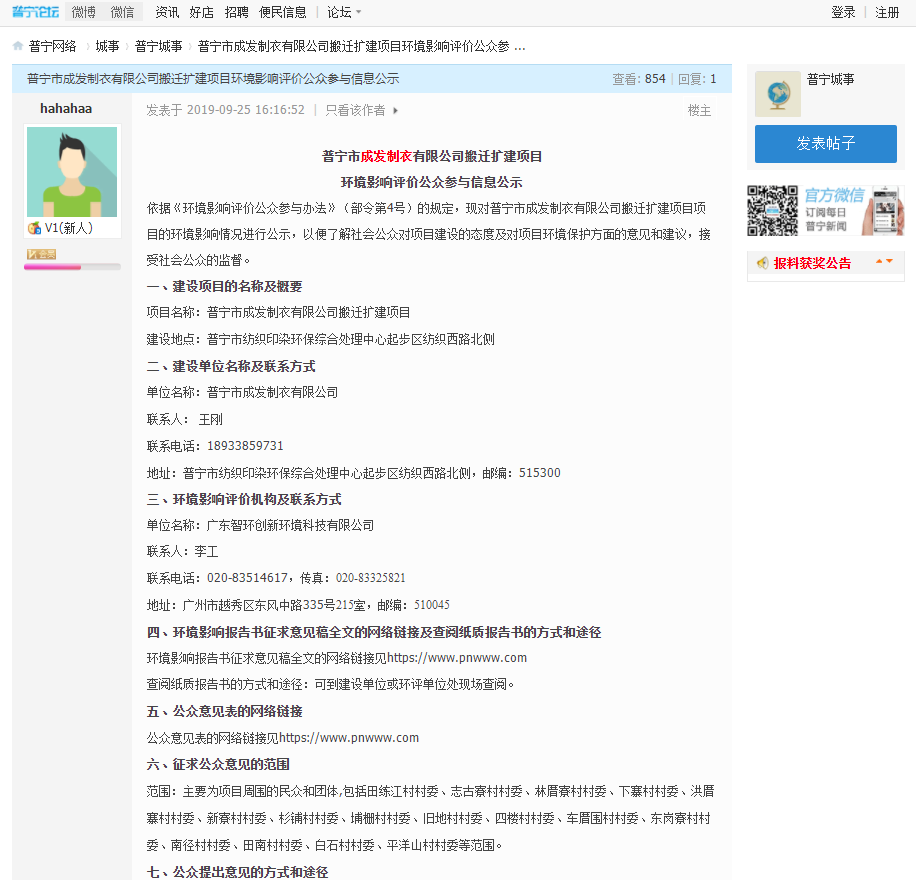 普宁论坛 微博 微信 资讯 好店 招聘 便民信息 论坛 登录 注册
普宁网络 城事 普宁城事 普宁市成发制衣有限公司搬迁扩建项目环境影响评价公众参 ...
普宁市成发制衣有限公司搬迁扩建项目环境影响评价公众参与信息公示 查看: 854 回复: 1
普宁城事
发表帖子
官方微信
订阅每日
普宁新闻
报料获奖公告
hahahaa
V1(新人)
V 会员
发表于 2019-09-25 16:16:52 | 只看该作者 楼主
普宁市成发制衣有限公司搬迁扩建项目
环境影响评价公众参与信息公示
依据《环境影响评价公众参与办法》（部令第4号）的规定，现对普宁市成发制衣有限公司搬迁扩建项目项
目的环境影响情况进行公示，以便了解社会公众对项目建设的态度及对项目环境保护方面的意见和建议，接
受社会公众的监督。
一、建设项目的名称及概要
项目名称：普宁市成发制衣有限公司搬迁扩建项目
建设地点：普宁市纺织印染环保综合处理中心起步区纺织西路北侧
二、建设单位名称及联系方式
单位名称：普宁市成发制衣有限公司
联系人： 王刚
联系电话：18933859731
地址：普宁市纺织印染环保综合处理中心起步区纺织西路北侧，邮编：515300
三、环境影响评价机构及联系方式
单位名称：广东智环创新环境科技有限公司
联系人：李工
联系电话：020-83514617，传真：020-83325821
地址：广州市越秀区东风中路335号215室，邮编：510045
四、环境影响报告书征求意见稿全文的网络链接及查阅纸质报告书的方式和途径
环境影响报告书征求意见稿全文的网络链接见https://www.pnwww.com
查阅纸质报告书的方式和途径：可到建设单位或环评单位处现场查阅。
五、公众意见表的网络链接
公众意见表的网络链接见https://www.pnwww.com
六、征求公众意见的范围
范围：主要为项目周围的民众和团体,包括田练江村村委、志古寮村村委、林厝寮村村委、下寨村村委、洪厝
寨村村委、新寮村村委、杉铺村村委、埔栅村村委、旧地村村委、四楼村村委、车厝围村村委、东岗寮村村
委、南径村村委、田南村村委、白石村村委、平洋山村村委等范围。
七、公众提出意见的方式和途径